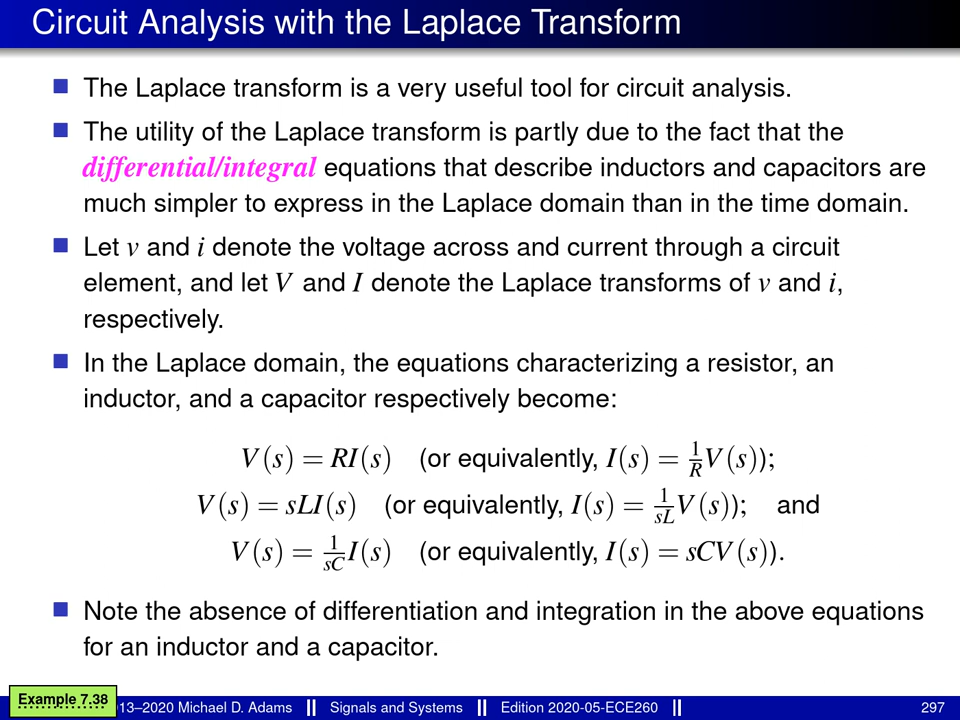 Circuit Analysis with the Laplace Transform
The Laplace transform is a very useful tool for circuit analysis.
The utility of the Laplace transform is partly due to the fact that the
differential/integral equations that describe inductors and capacitors are
much simpler to express in the Laplace domain than in the time domain.
Let v and i denote the voltage across and current through a circuit
element, and let V and I denote the Laplace transforms of v and i,
respectively.
In the Laplace domain, the equations characterizing a resistor, an
inductor, and a capacitor respectively become:
V(s) = RI(s) (or equivalently, I(s) = 1/R V(s));
V(s) = sLI(s) (or equivalently, I(s) = 1/sL V(s)); and
V(s) = 1/sC I(s) (or equivalently, I(s) = sCV(s)).
Note the absence of differentiation and integration in the above equations
for an inductor and a capacitor.
Example 7.38
13–2020 Michael D. Adams Signals and Systems Edition 2020-05-ECE260 297